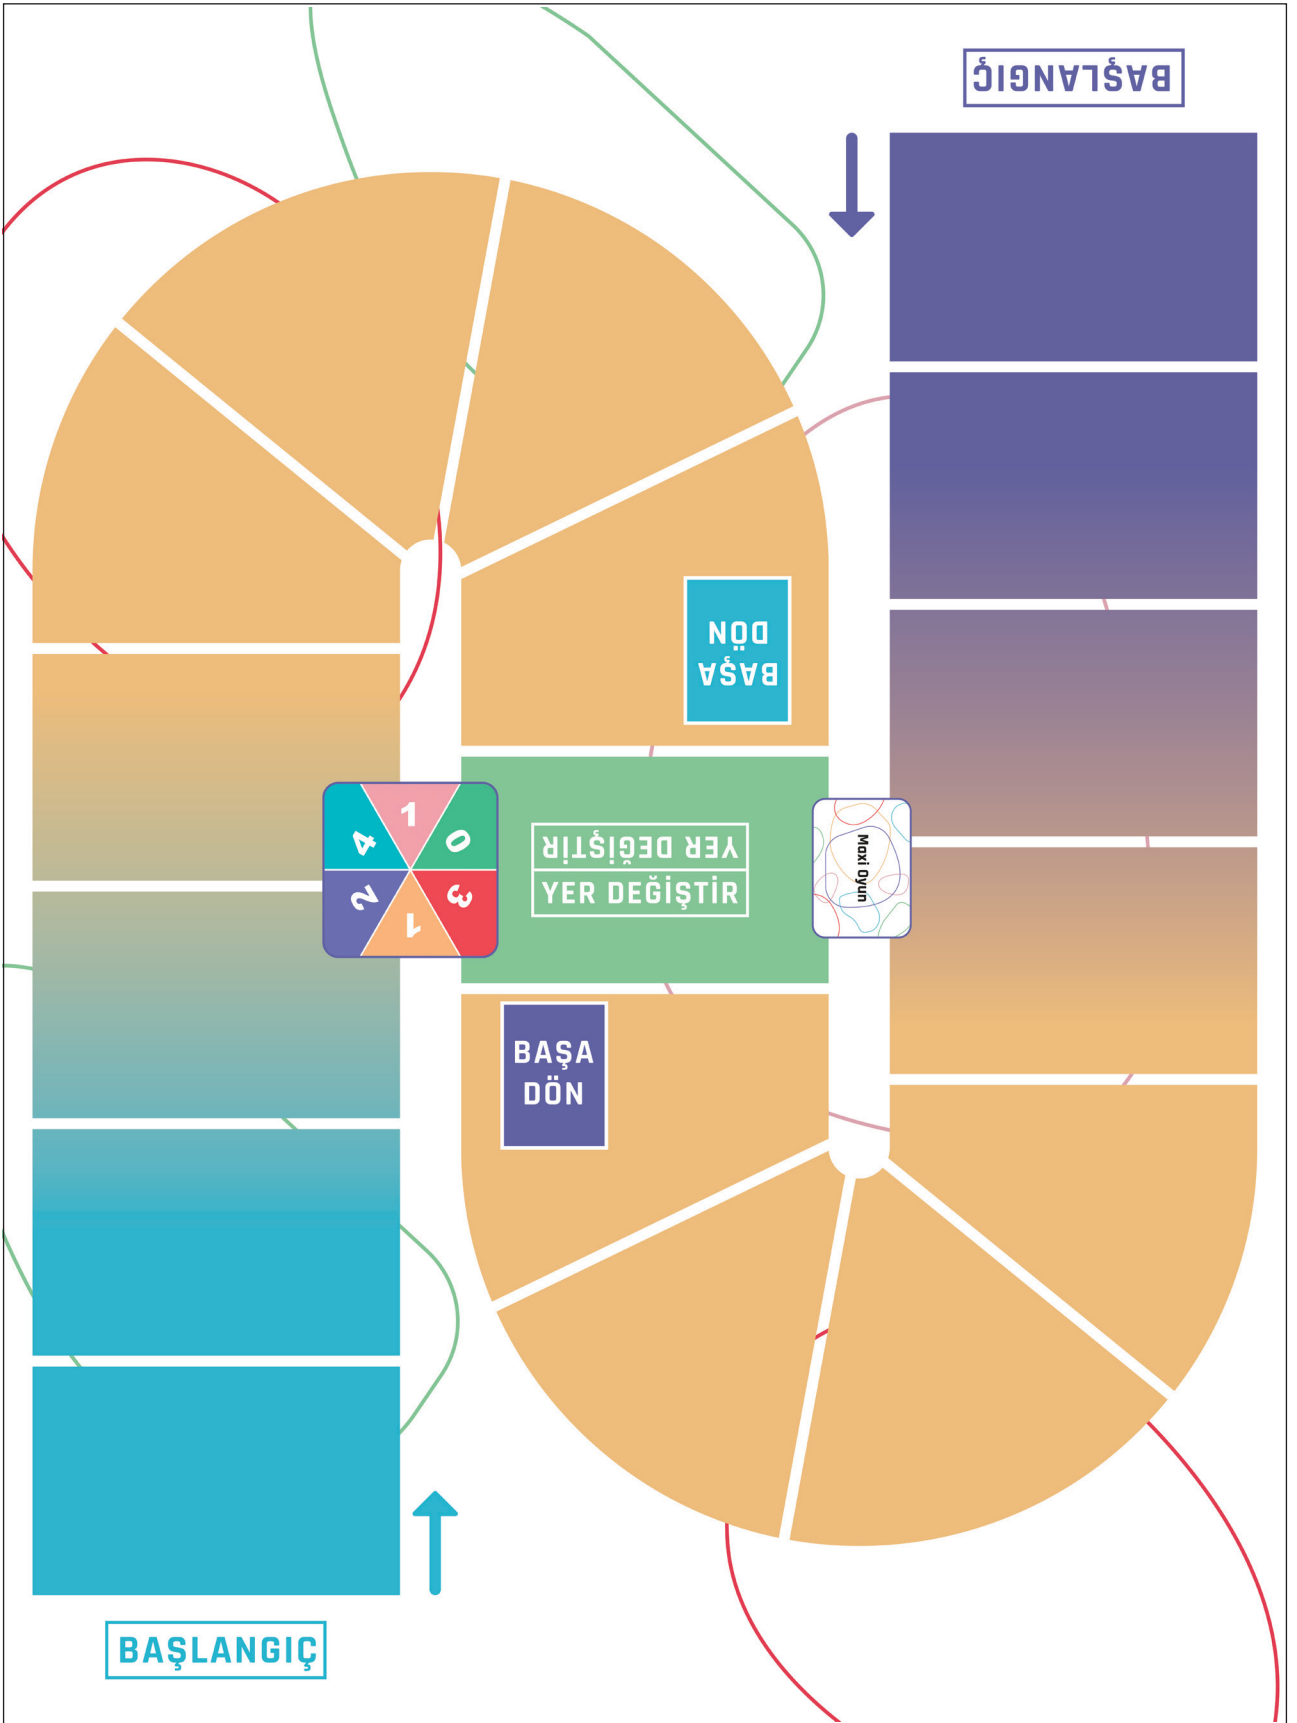 BAŞLANGIÇ
BAŞA
DÖN
4
1
0
2
1
3
YER DEĞİŞTİR
YER DEĞİŞTİR
Maxi Oyun
BAŞA
DÖN
BAŞLANGIÇ